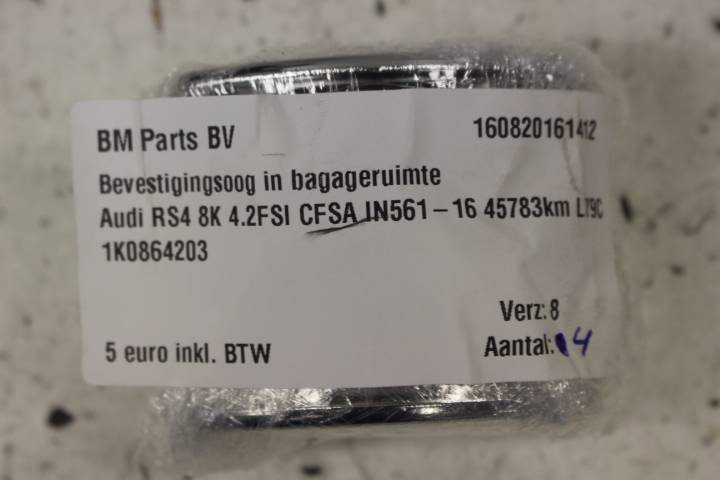 BM Parts BV 160820161412
Bevestigingsoog in bagageruimte
Audi RS4 8K 4.2FSI CFSA IN561-16 45783km LZ9C
1K0864203
Verz: 8
5 euro inkl. BTW Aantal: 4